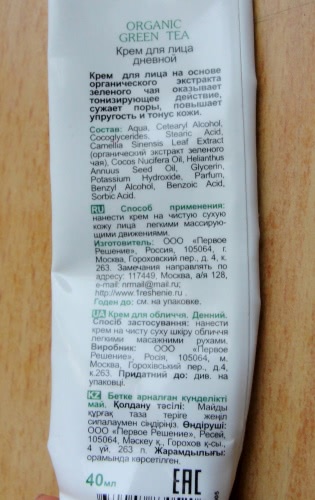 ORGANIC
GREEN TEA
Крем для лица
дневной
Крем для лица на основе
органического экстракта
зеленого чая оказывает
тонизирующее действие,
сужает поры, повышает
упругость и тонус кожи.
Состав: Aqua, Cetearyl Alcohol,
Cocoglycerides, Stearic Acid,
Camellia Sinensis Leaf Extract
(органический экстракт зеленого
чая), Cocos Nucifera Oil, Helianthus
Annuus Seed Oil, Glycerin,
Potassium Hydroxide, Parfum,
Benzyl Alcohol, Benzoic Acid,
Sorbic Acid.
RU Способ применения:
нанести крем на чистую сухую
кожу лица легкими массирую-
щими движениями.
Изготовитель: ООО «Первое
Решение», Россия, 105064, г.
Москва, Гороховский пер., д. 4, к.
263. Замечания направлять по
адресу: 117449, Москва, а/я 128,
e-mail: nrmail@mail.ru;
http://www.1reshenie.ru .
Годен до: см. на упаковке.
UA Крем для обличчя. Денний.
Спосіб застосування: нанести
крем на чисту суху шкіру обличчя
легкими масажними рухами.
Виробник: ООО «Первое
Решение», Росія, 105064, м.
Москва, Горохівський пер., д.4,
к.263. Придатний до: див. на
упаковці.
KZ Бетке арналған күнделікті
май. Қолдану тәсілі: Майды
құрғақ таза теріге жеңіл
сипалаумен сіңіріңіз. Өндіруші:
ООО «Первое Решение», Ресей,
105064, Мәскеу қ., Горохов қ-сы.,
4 үй, 263 п. Жарамдылығы:
орамында көрсетілген.
40мл EAC